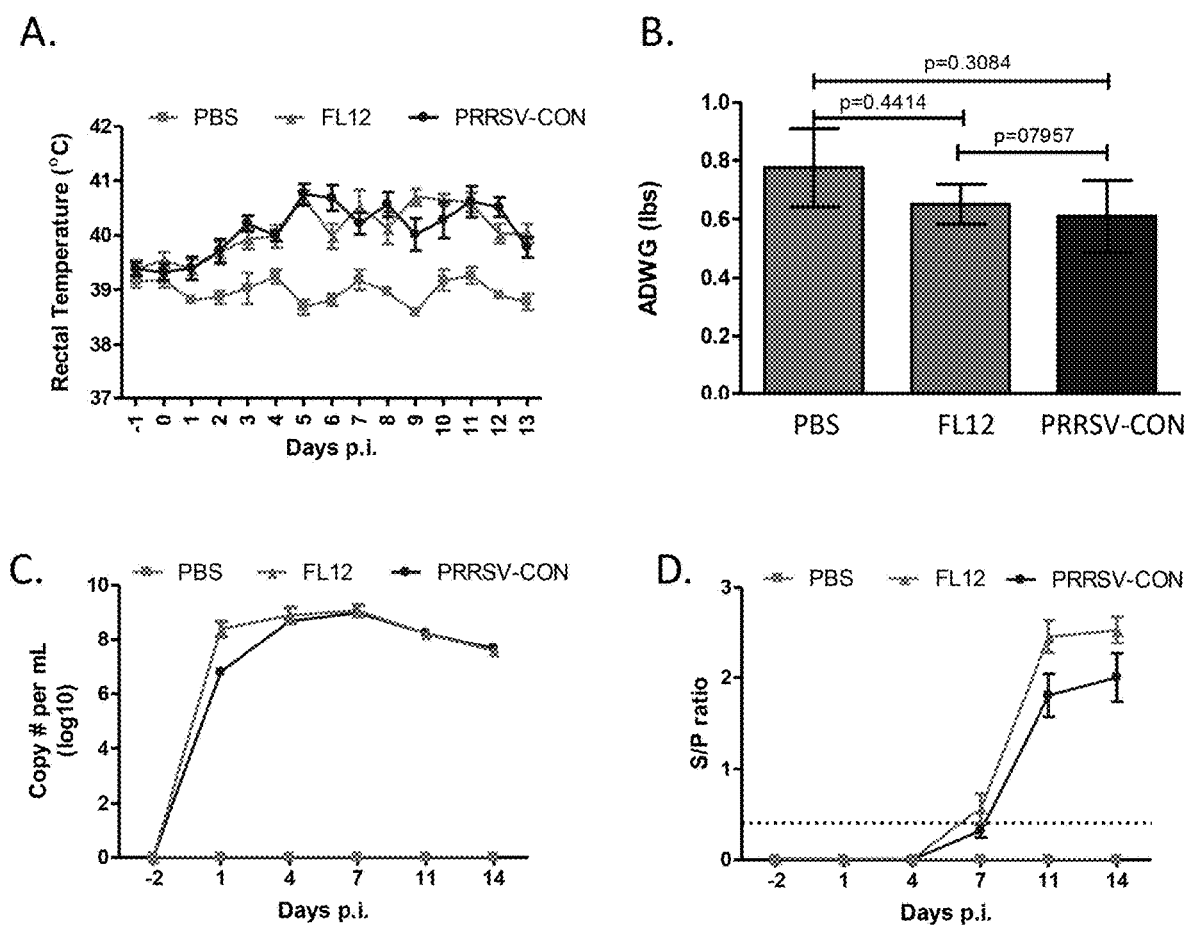 A.
PBS FL12 PRRSV-CON
Rectal Temperature (°C)
42
41
40
39
38
37
-1 0 1 2 3 4 5 6 7 8 9 10 11 12 13
Days p.i.
B.
p=0.3084
p=0.4414
p=07957
ADWG (lbs)
1.0
0.8
0.6
0.4
0.2
0.0
PBS FL12 PRRSV-CON
C.
PBS FL12 PRRSV-CON
Copy # per mL
(log10)
10
8
6
4
2
0
-2 1 4 7 11 14
Days p.i.
D.
PBS FL12 PRRSV-CON
S/P ratio
3
2
1
0
-2 1 4 7 11 14
Days p.i.